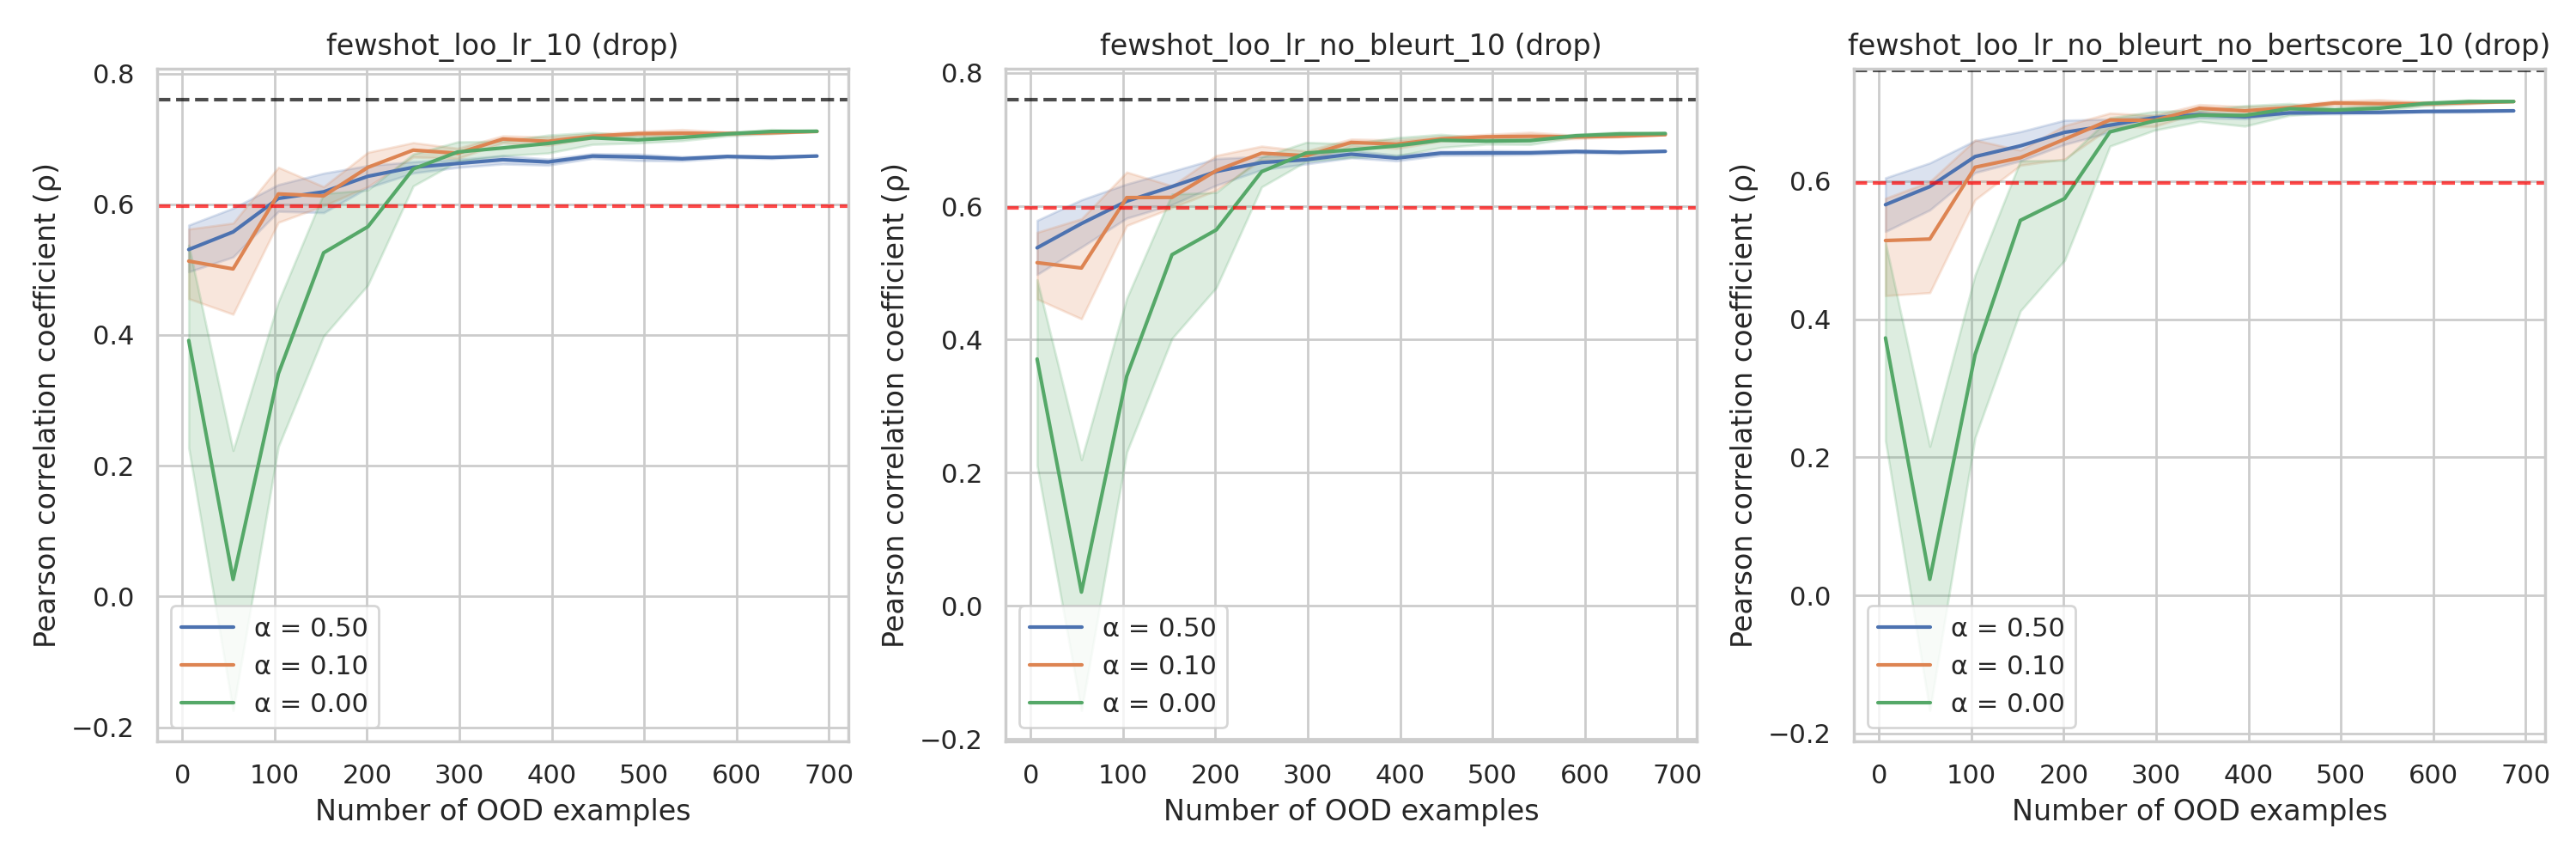 fewshot_loo_lr_10 (drop)
Pearson correlation coefficient (ρ)
0.8
0.6
0.4
0.2
0.0
−0.2
α = 0.50
α = 0.10
α = 0.00
0 100 200 300 400 500 600 700
Number of OOD examples
fewshot_loo_lr_no_bleurt_10 (drop)
Pearson correlation coefficient (ρ)
0.8
0.6
0.4
0.2
0.0
−0.2
α = 0.50
α = 0.10
α = 0.00
0 100 200 300 400 500 600 700
Number of OOD examples
fewshot_loo_lr_no_bleurt_no_bertscore_10 (drop)
Pearson correlation coefficient (ρ)
0.6
0.4
0.2
0.0
−0.2
α = 0.50
α = 0.10
α = 0.00
0 100 200 300 400 500 600 700
Number of OOD examples